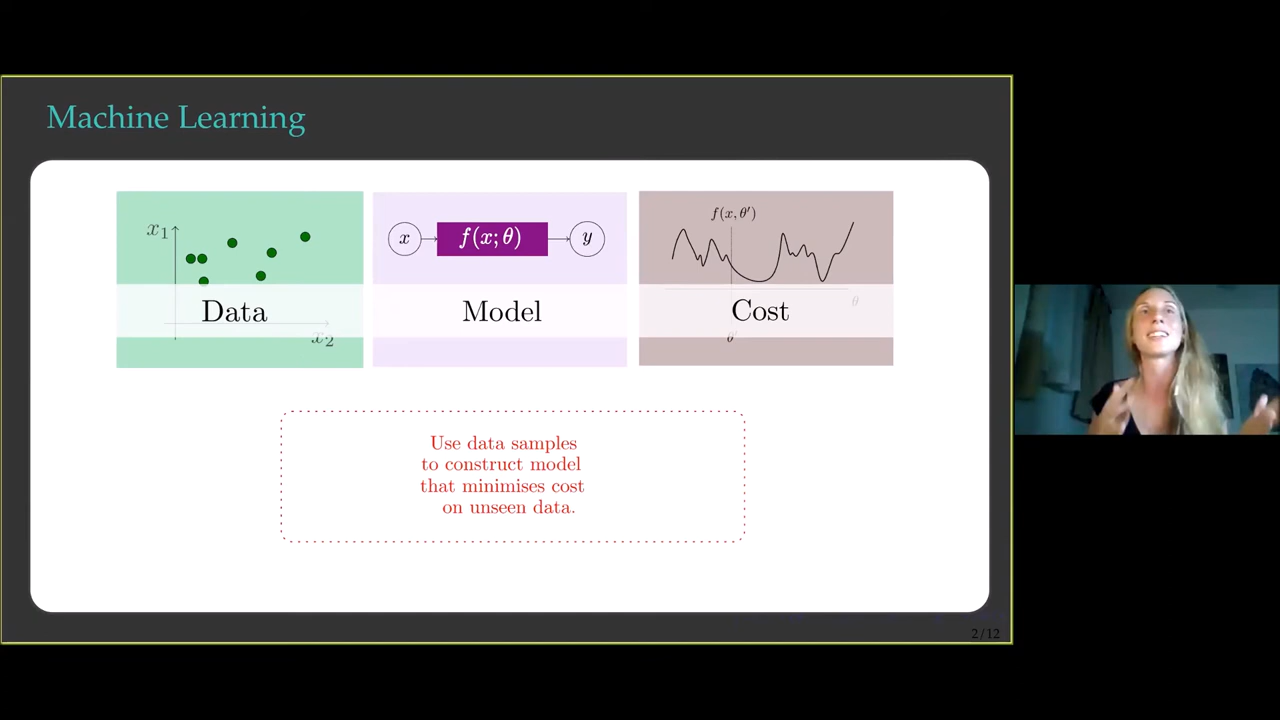 Machine Learning
x₁
x₂
Data
x
f(x; θ)
y
Model
f(x, θ′)
θ
θ′
Cost
Use data samples
to construct model
that minimises cost
on unseen data.
2/12